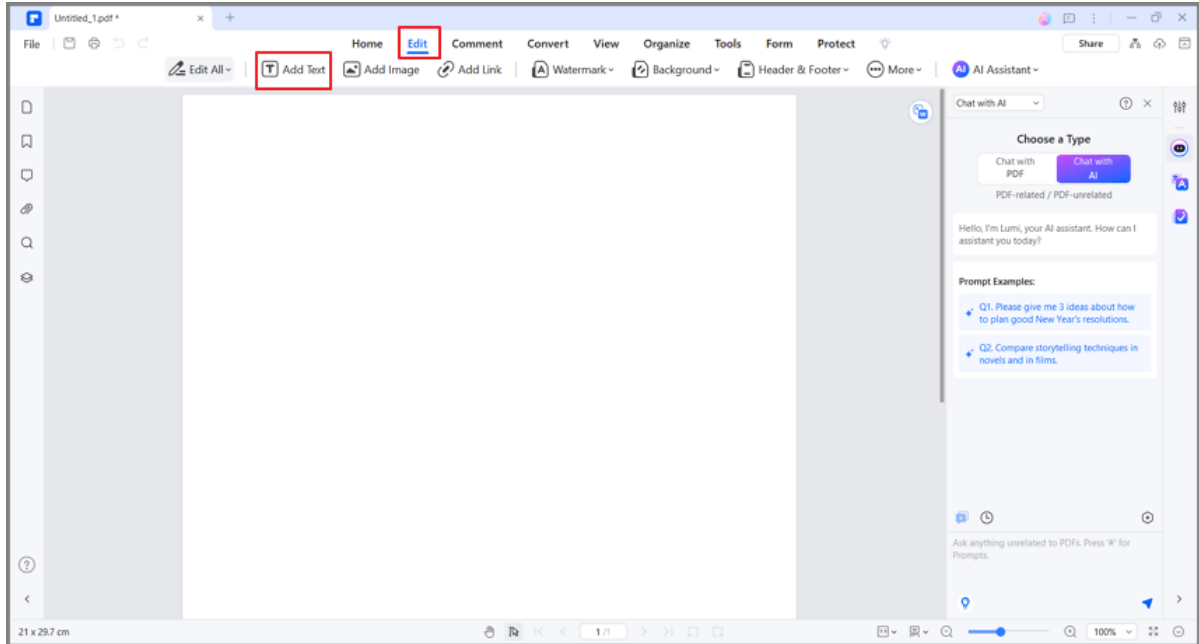 Untitled_1.pdf *
File Home Edit Comment Convert View Organize Tools Form Protect Share
Edit All Add Text Add Image Add Link Watermark Background Header & Footer More AI AI Assistant
Chat with AI
Choose a Type
Chat with PDF
Chat with AI
PDF-related / PDF-unrelated
Hello, I'm Lumi, your AI assistant. How can I
assistant you today?
Prompt Examples:
Q1. Please give me 3 ideas about how
to plan good New Year's resolutions.
Q2. Compare storytelling techniques in
novels and in films.
Ask anything unrelated to PDFs. Press '#' for
Prompts.
21 x 29.7 cm 1 /1 100%